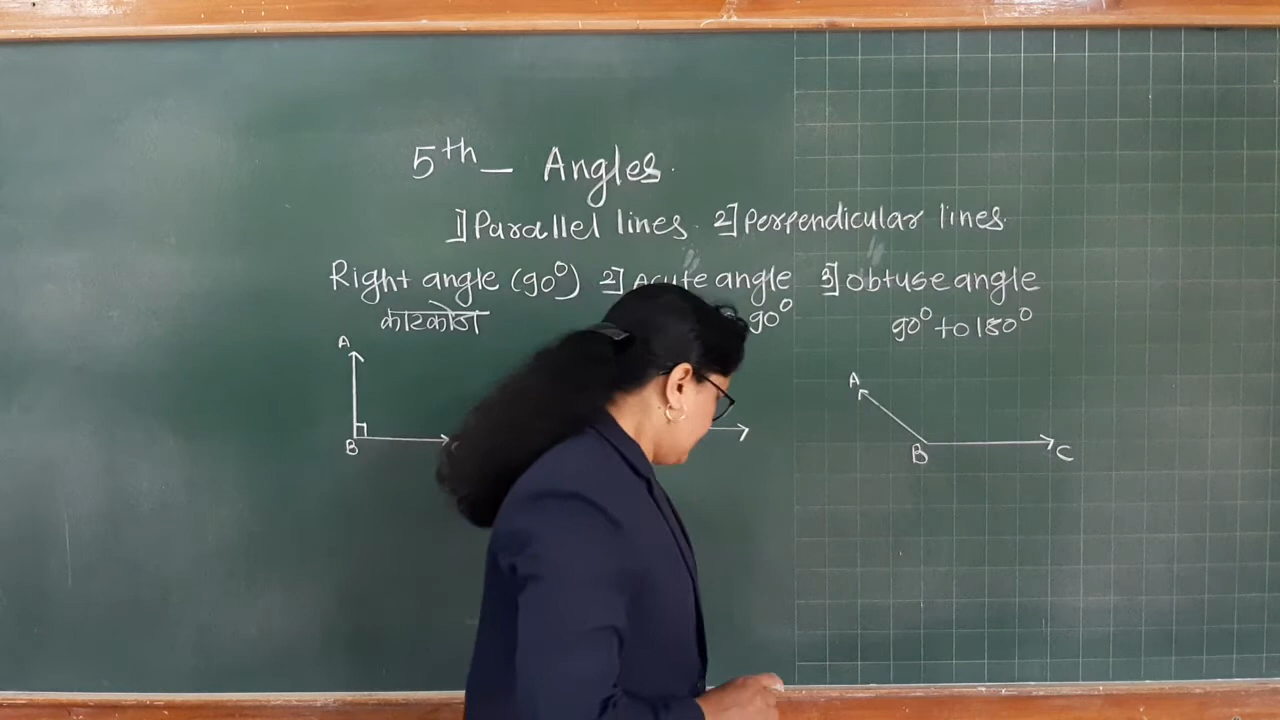 5th — Angles.
1] Parallel lines. 2] Perpendicular lines.
Right angle (90°) 2] Acute angle 3] Obtuse angle
काटकोन 90° 90° to 180°
A A
B B C